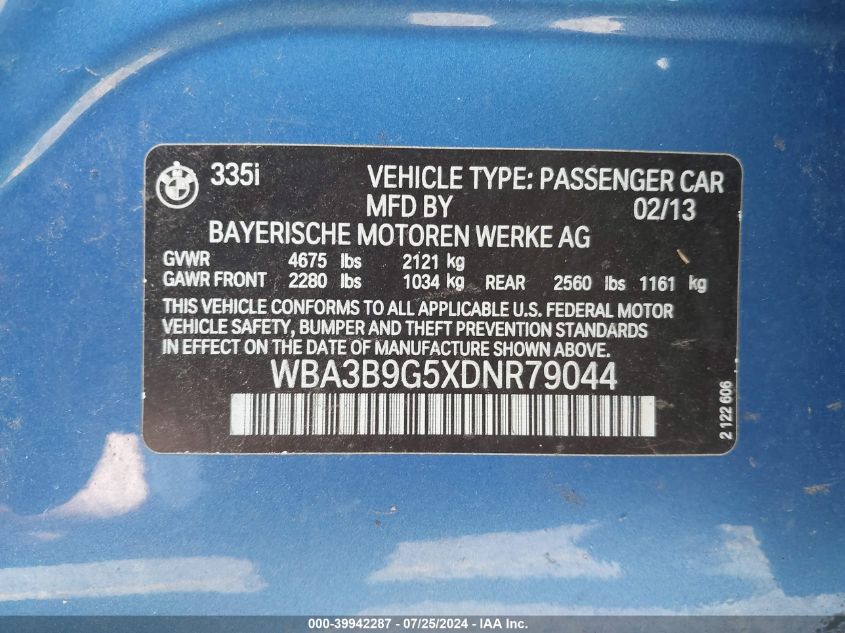 335i VEHICLE TYPE: PASSENGER CAR
MFD BY 02/13
BAYERISCHE MOTOREN WERKE AG
GVWR 4675 lbs 2121 kg
GAWR FRONT 2280 lbs 1034 kg REAR 2560 lbs 1161 kg
THIS VEHICLE CONFORMS TO ALL APPLICABLE U.S. FEDERAL MOTOR
VEHICLE SAFETY, BUMPER AND THEFT PREVENTION STANDARDS
IN EFFECT ON THE DATE OF MANUFACTURE SHOWN ABOVE.
WBA3B9G5XDNR79044
2 122 606
000-39942287 - 07/25/2024 - IAA Inc.